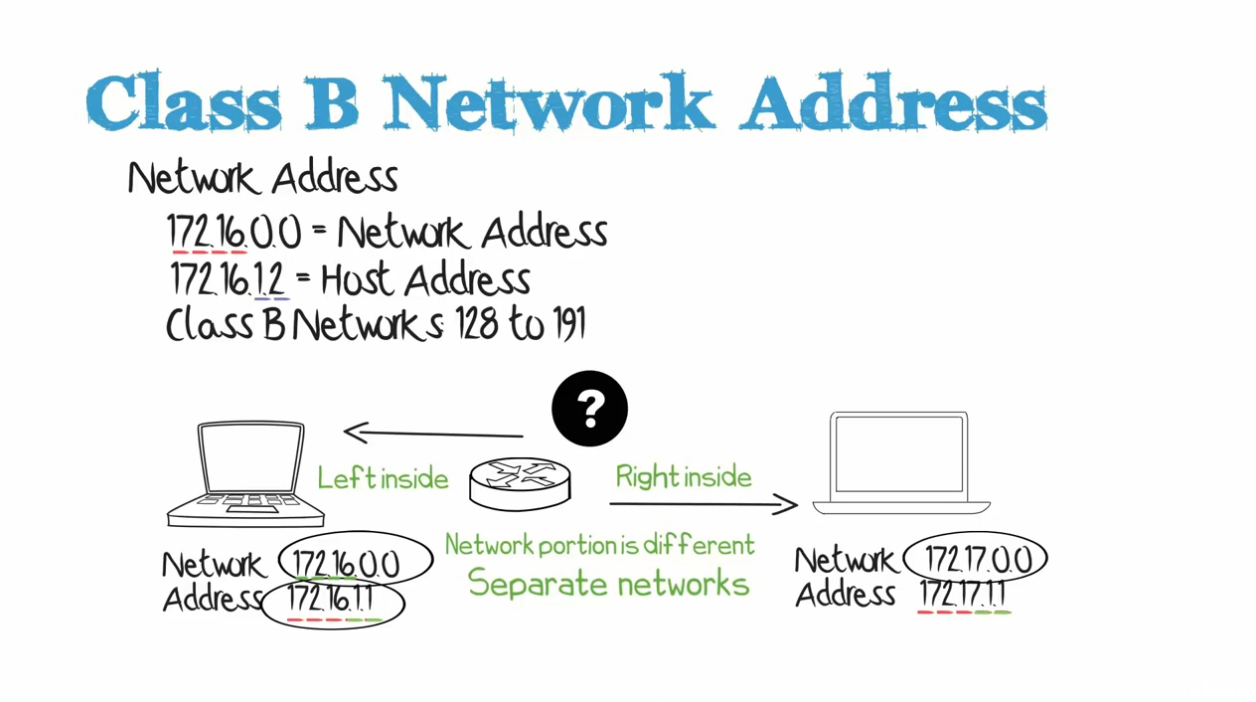 Class B Network Address
Network Address
172.16.0.0 = Network Address
172.16.1.2 = Host Address
Class B Networks: 128 to 191
?
Left inside
Right inside
Network portion is different
Separate networks
Network 172.16.0.0
Address 172.16.1.1
Network 172.17.0.0
Address 172.17.1.1